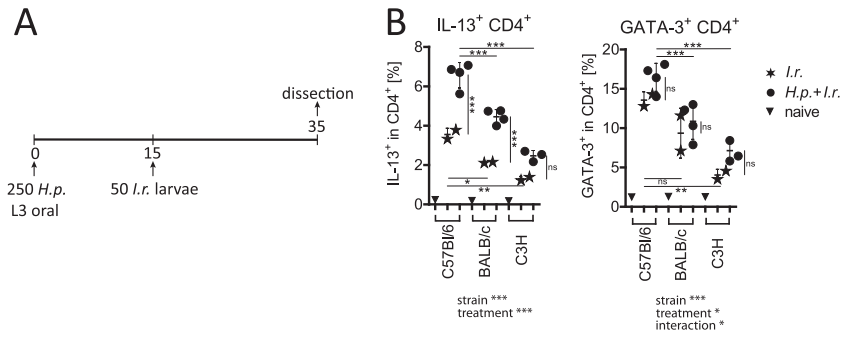 A
dissection
0
15
35
250 H.p.
L3 oral
50 I.r. larvae
B
IL-13⁺ CD4⁺
IL-13⁺ in CD4⁺ [%]
8
6
4
2
0
***
***
***
***
ns
*
**
C57Bl/6
BALB/c
C3H
strain ***
treatment ***
GATA-3⁺ CD4⁺
GATA-3⁺ in CD4⁺ [%]
20
15
10
5
0
***
***
ns
ns
ns
ns
**
C57Bl/6
BALB/c
C3H
strain ***
treatment *
interaction *
I.r.
H.p.+I.r.
naive